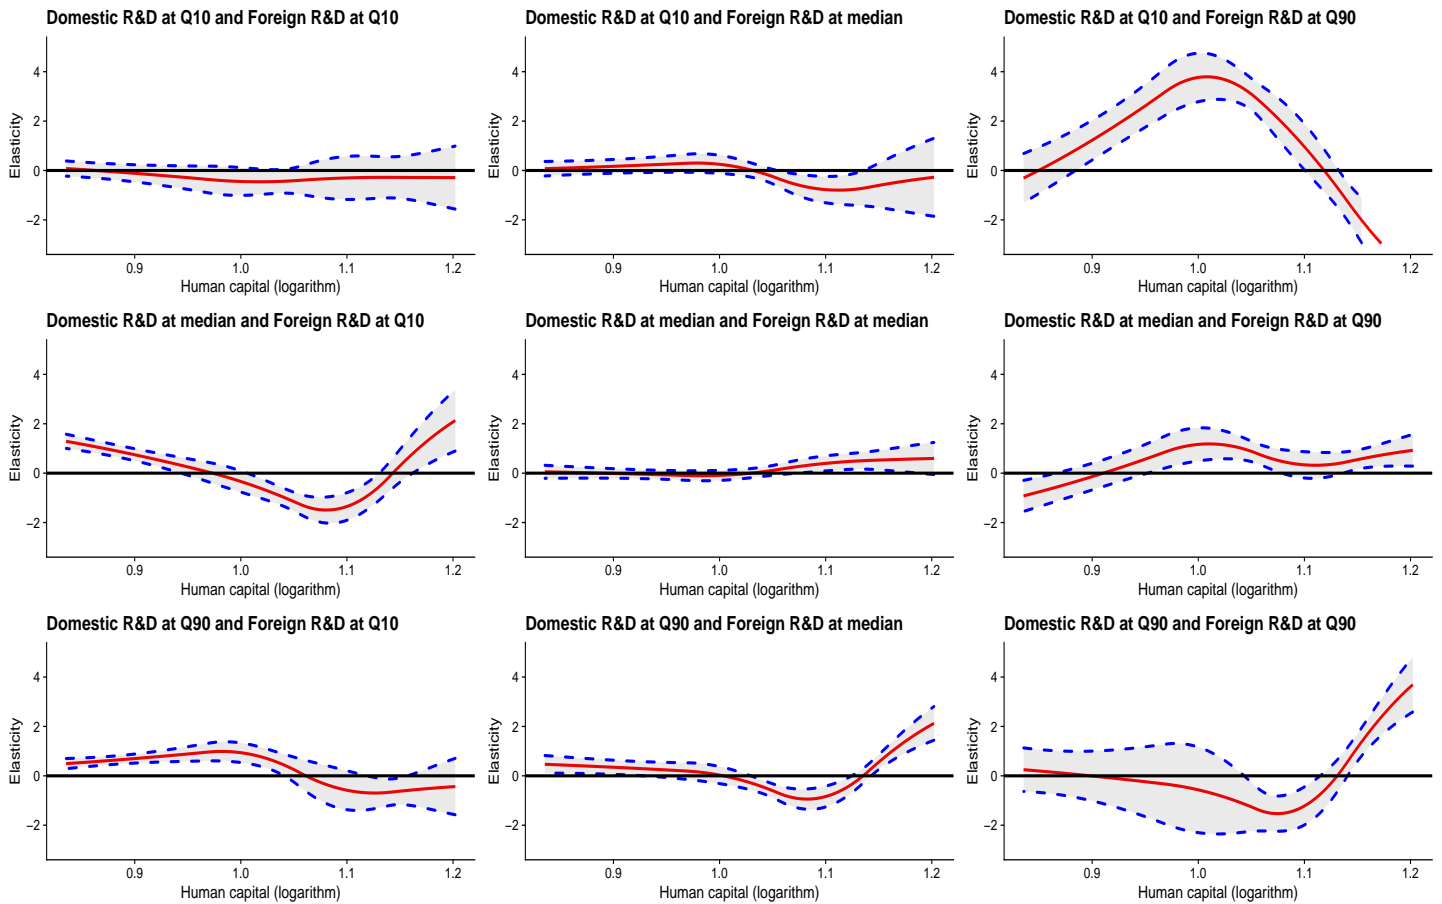 Domestic R&D at Q10 and Foreign R&D at Q10
Elasticity
4
2
0
−2
0.9 1.0 1.1 1.2
Human capital (logarithm)
Domestic R&D at Q10 and Foreign R&D at median
Elasticity
4
2
0
−2
0.9 1.0 1.1 1.2
Human capital (logarithm)
Domestic R&D at Q10 and Foreign R&D at Q90
Elasticity
4
2
0
−2
0.9 1.0 1.1 1.2
Human capital (logarithm)
Domestic R&D at median and Foreign R&D at Q10
Elasticity
4
2
0
−2
0.9 1.0 1.1 1.2
Human capital (logarithm)
Domestic R&D at median and Foreign R&D at median
Elasticity
4
2
0
−2
0.9 1.0 1.1 1.2
Human capital (logarithm)
Domestic R&D at median and Foreign R&D at Q90
Elasticity
4
2
0
−2
0.9 1.0 1.1 1.2
Human capital (logarithm)
Domestic R&D at Q90 and Foreign R&D at Q10
Elasticity
4
2
0
−2
0.9 1.0 1.1 1.2
Human capital (logarithm)
Domestic R&D at Q90 and Foreign R&D at median
Elasticity
4
2
0
−2
0.9 1.0 1.1 1.2
Human capital (logarithm)
Domestic R&D at Q90 and Foreign R&D at Q90
Elasticity
4
2
0
−2
0.9 1.0 1.1 1.2
Human capital (logarithm)